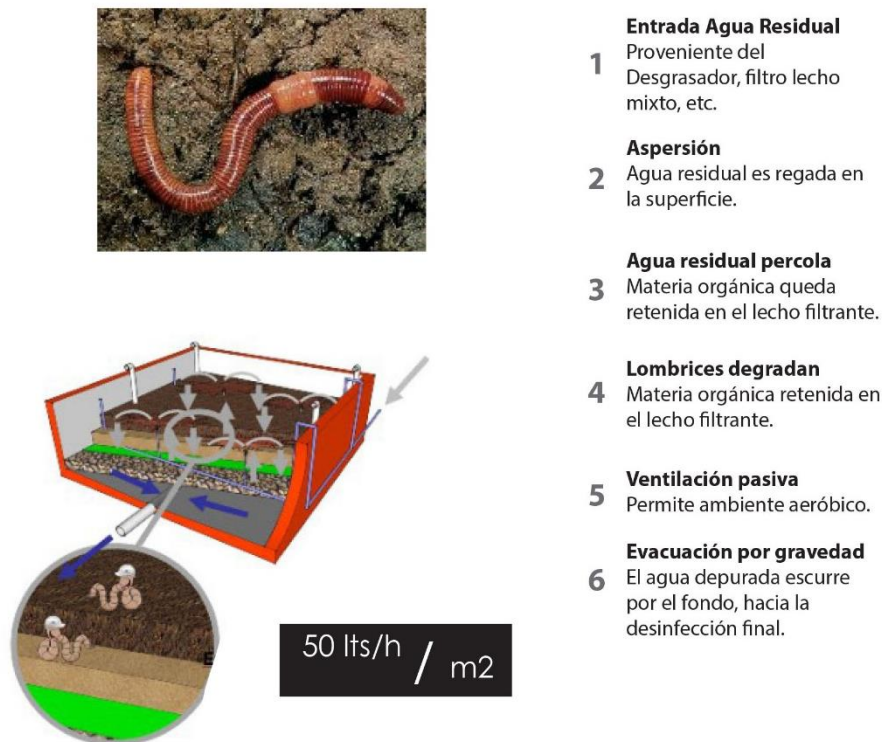 1
Entrada Agua Residual
Proveniente del
Desgrasador, filtro lecho
mixto, etc.
2
Aspersión
Agua residual es regada en
la superficie.
3
Agua residual percola
Materia orgánica queda
retenida en el lecho filtrante.
4
Lombrices degradan
Materia orgánica retenida en
el lecho filtrante.
5
Ventilación pasiva
Permite ambiente aeróbico.
6
Evacuación por gravedad
El agua depurada escurre
por el fondo, hacia la
desinfección final.
E
50 lts/h / m2